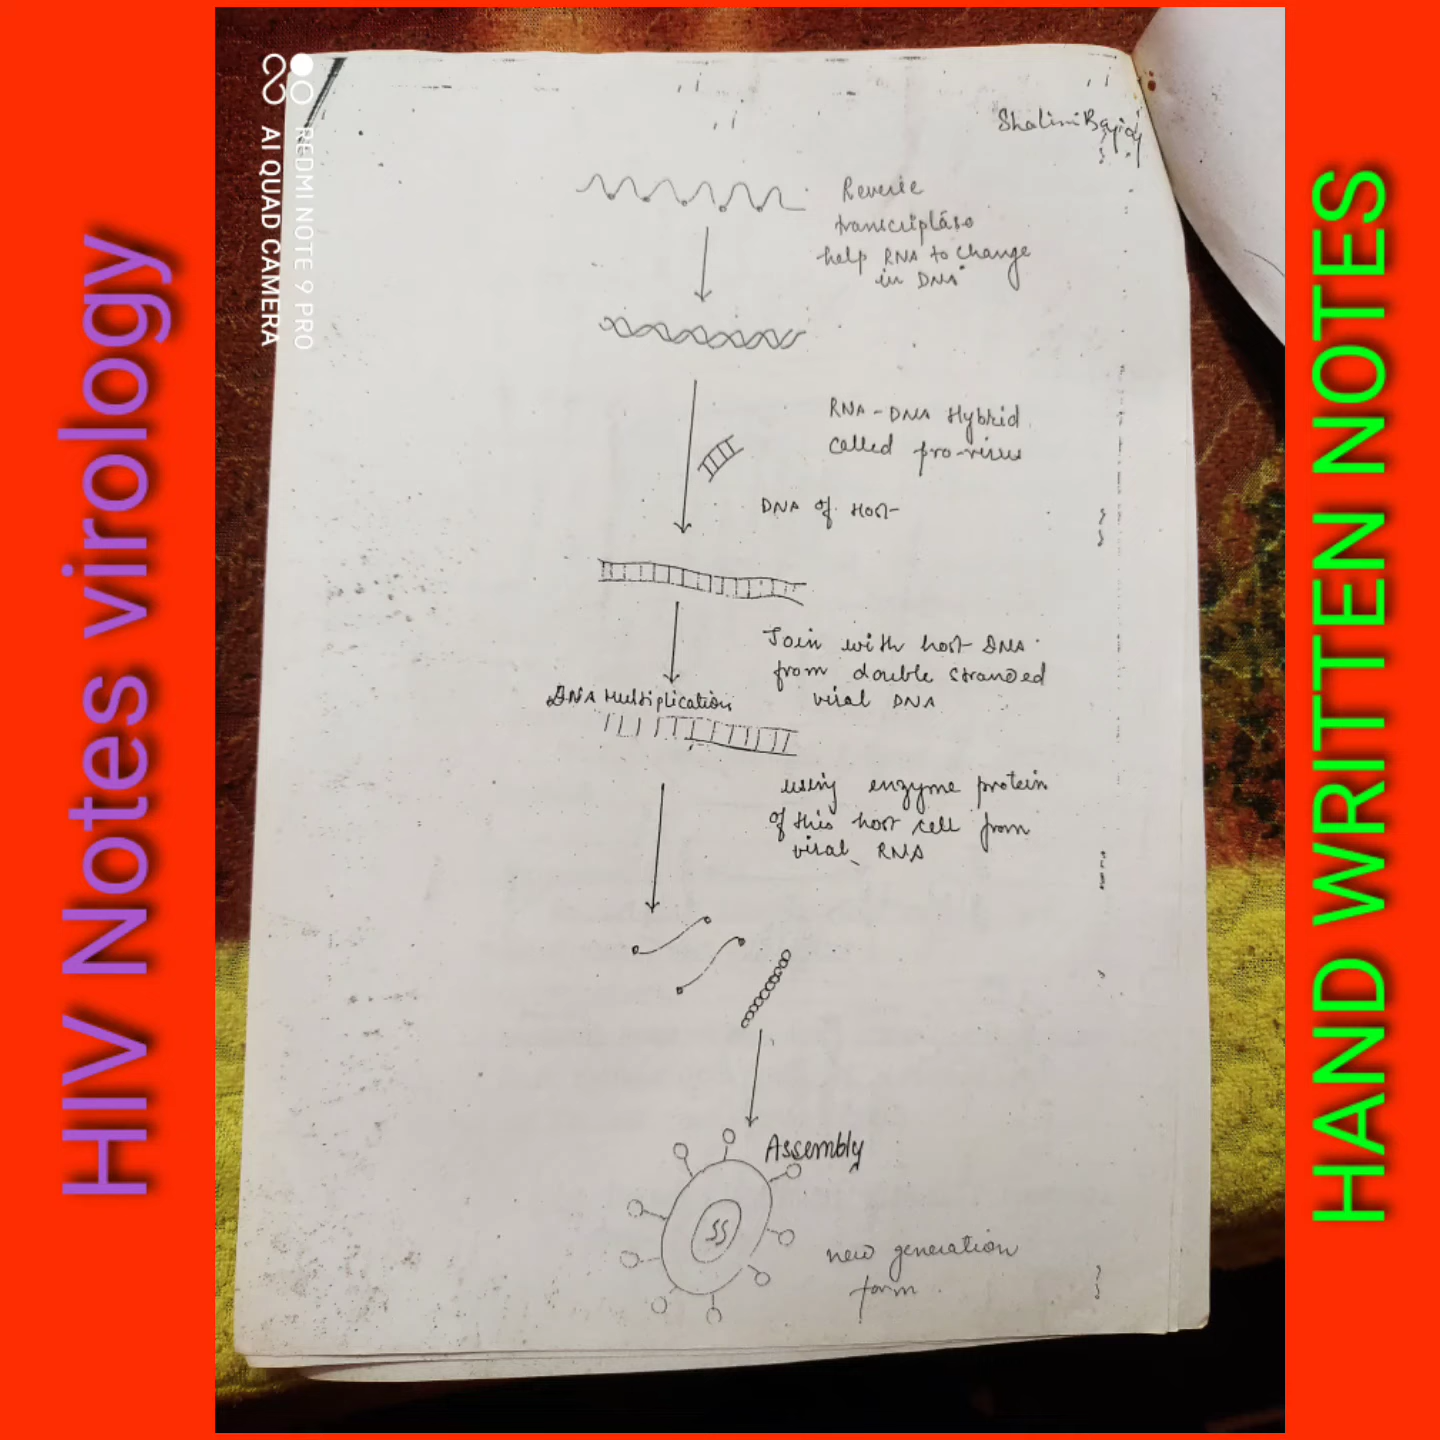 HIV Notes virology
REDMI NOTE 9 PRO
AI QUAD CAMERA
Shalini Bajaj
Reverse
transcriptase
help RNA to change
in DNA
RNA-DNA Hybrid
called pro-virus
DNA of Host
Join with host DNA
from double stranded
viral DNA
DNA Multiplication
using enzyme protein
of this host cell from
viral RNA
Assembly
SS
new generation
form
HAND WRITTEN NOTES